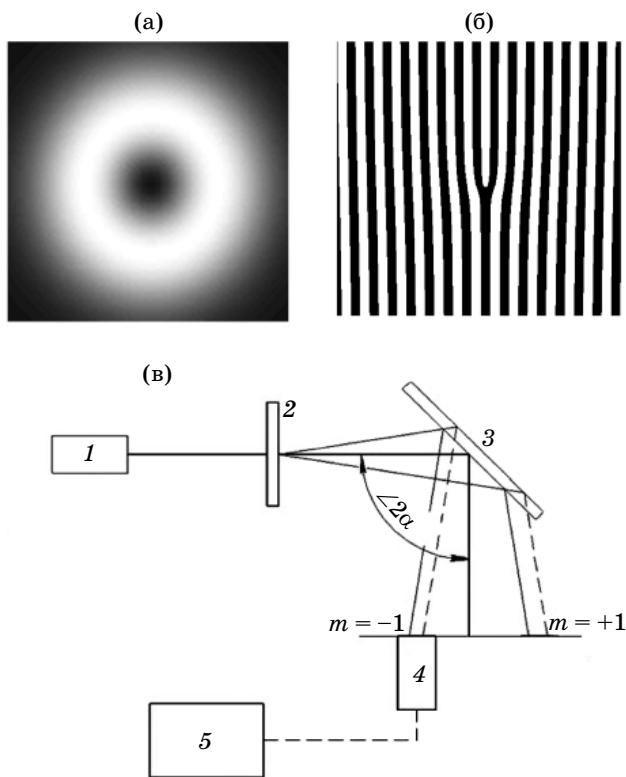 (а) (б)
(в)
1
2
3
∠2α
m = –1 m = +1
4
5